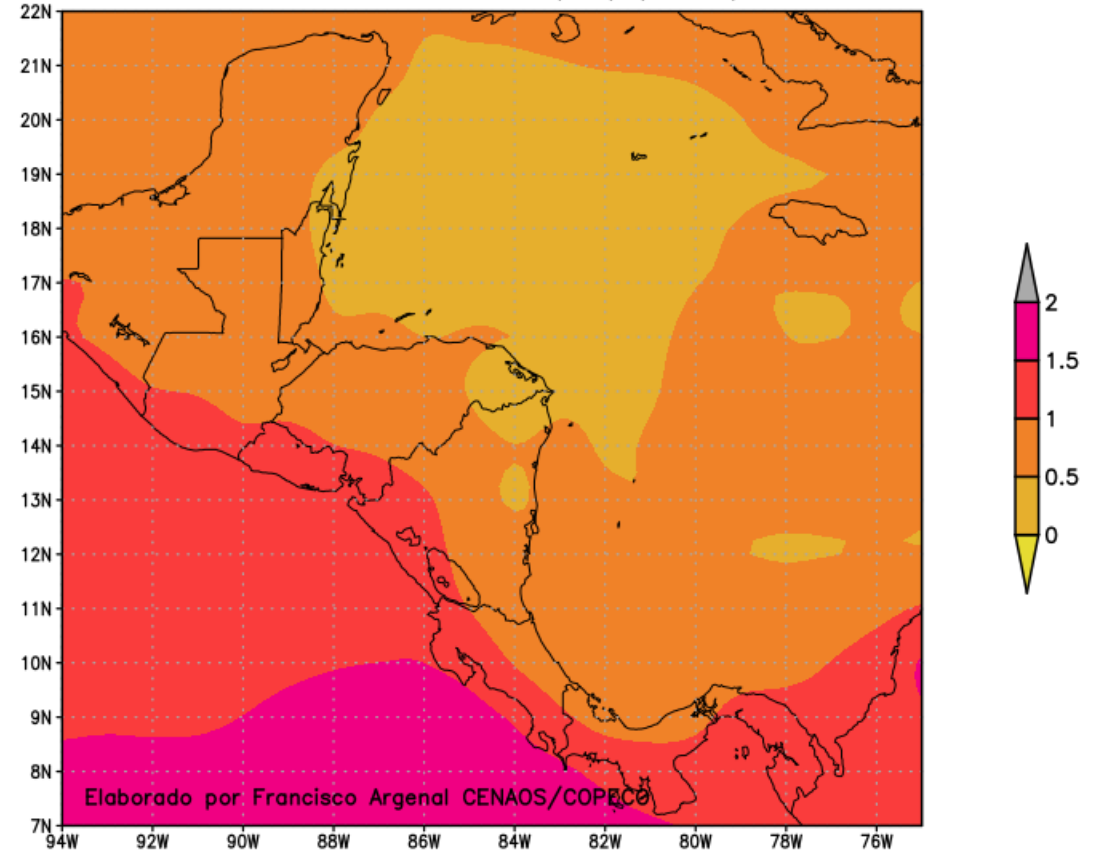 22N
21N
20N
19N
18N
17N
16N
15N
14N
13N
12N
11N
10N
9N
8N
7N
2
1.5
1
0.5
0
Elaborado por Francisco Argenal CENAOS/COPECO
94W 92W 90W 88W 86W 84W 82W 80W 78W 76W